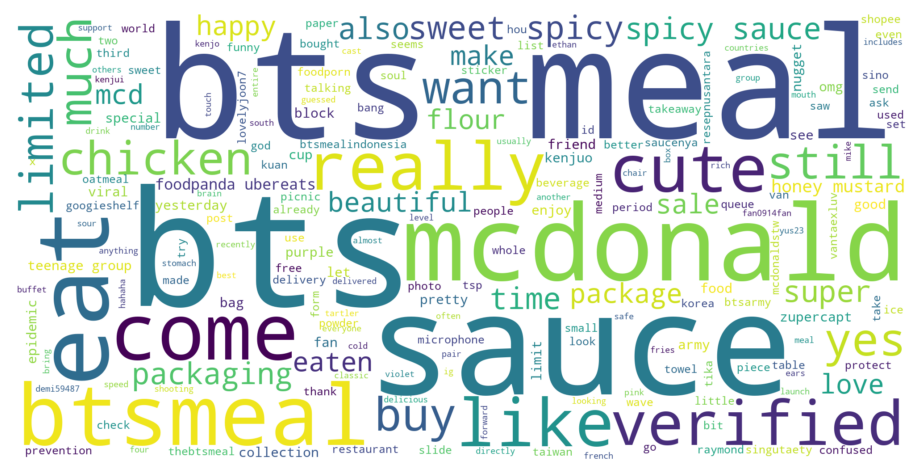 bts meal
bts
mcdonald
sauce
btsmeal
like
verified
really
cute
come
eat
chicken
limited
much
happy
also
sweet
spicy
spicy sauce
want
make
flour
still
yes
buy
love
super
sale
package
time
beautiful
eaten
packaging
mcd
special
viral
foodpanda ubereats
honey mustard
teenage group
block
friend
kenjuo
nugget
takeaway
saucenya
resepnusantara
shopee
even
sino
send
omg
ask
used
set
saw
see
list
sticker
seems
hou
ethan
id
better
box
rich
mike
queue
period
van
good
fan0914fan
vantaexluv
yus23
mcdonaldstw
beverage
medium
chair
enjoy
another
usually
mouth
group
countries
includes
cast
support
world
paper
two
third
bought
funny
others
sweet
kenjui
foodporn
talking
soul
guessed
bang
touch
south
kenjo
entire
lovelyjoon7
drink
number
god
btsmealindonesia
kuan
cup
picnic
already
oatmeal
googieshelf
yesterday
post
brain
sour
x
anything
recently
try
stomach
made
use
purple
free
delivery
let
form
level
almost
people
whole
photo
tsp
korea
btsarmy
food
zupercapt
take
ice
buffet
hahaha
best
delivered
bag
pretty
powder
everyone
tartler
fan
cold
often
microphone
small
look
limit
army
safe
towel
piece
table
ears
protect
meal
launch
fries
epidemic
bring
demi59487
speed
shooting
classic
thank
violet
pair
ig
delicious
looking
pink
wave
little
tika
bit
check
prevention
four
thebtsmeal
collection
restaurant
slide
directly
forward
taiwan
french
go
raymond
singutaety
confused